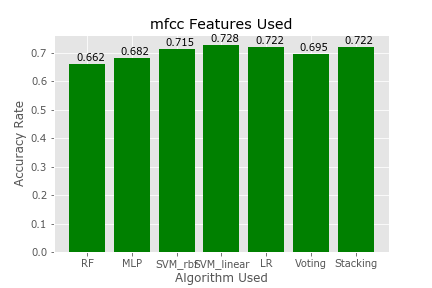 mfcc Features Used
0.728
0.715 0.722 0.722
0.695
0.682
0.662
0.7
0.6
0.5
0.4
0.3
0.2
0.1
0.0
Accuracy Rate
RF MLP SVM_rbf SVM_linear LR Voting Stacking
Algorithm Used